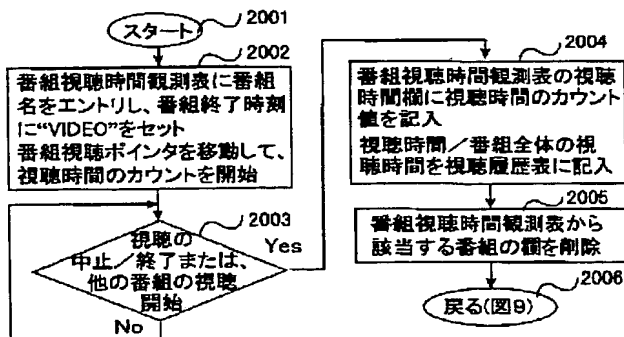 スタート
2001
2002
番組視聴時間観測表に番組
名をエントリし、番組終了時刻
に“VIDEO”をセット
番組視聴ポインタを移動して、
視聴時間のカウントを開始
2003
視聴の
中止/終了または、
他の番組の視聴
開始
Yes
No
2004
番組視聴時間観測表の視聴
時間欄に視聴時間のカウント
値を記入
視聴時間/番組全体の視
聴時間を視聴履歴表に記入
2005
番組視聴時間観測表から
該当する番組の欄を削除
2006
戻る(図9)